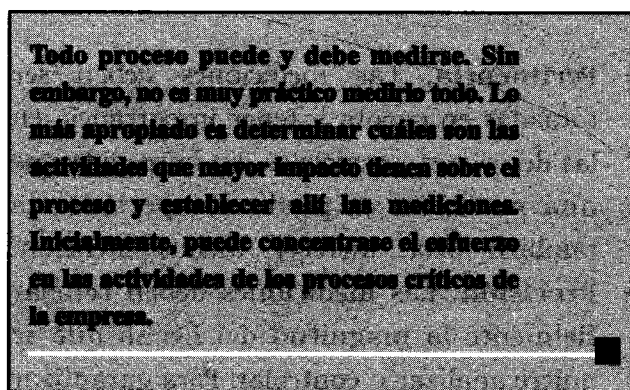 Todo proceso puede y debe medirse. Sin
embargo, no es muy práctico medirlo todo. Lo
más apropiado es determinar cuáles son las
actividades que mayor impacto tienen sobre el
proceso y establecer allí las mediciones.
Inicialmente, puede concentrase el esfuerzo
en las actividades de los procesos críticos de
la empresa.